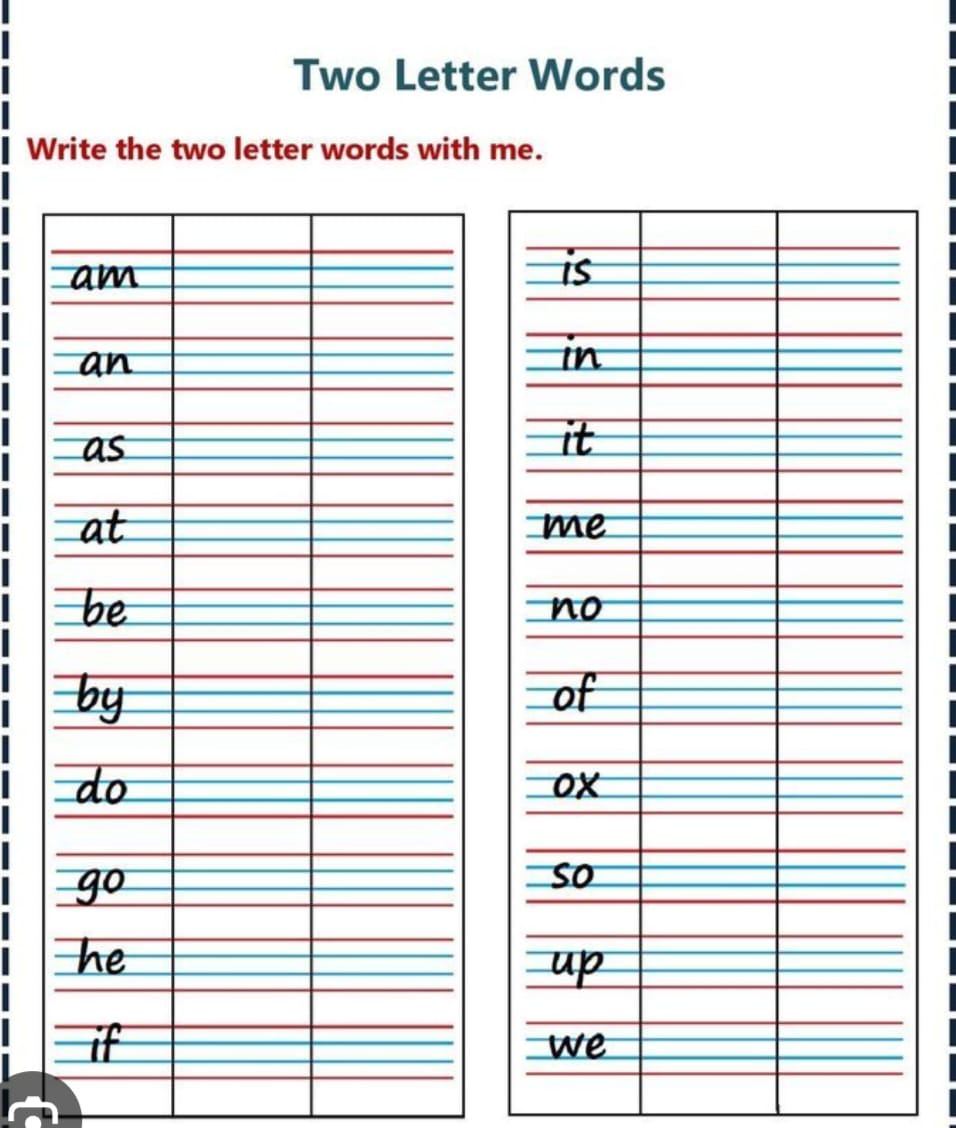 Two Letter Words
Write the two letter words with me.
am
an
as
at
be
by
do
go
he
if
is
in
it
me
no
of
ox
so
up
we